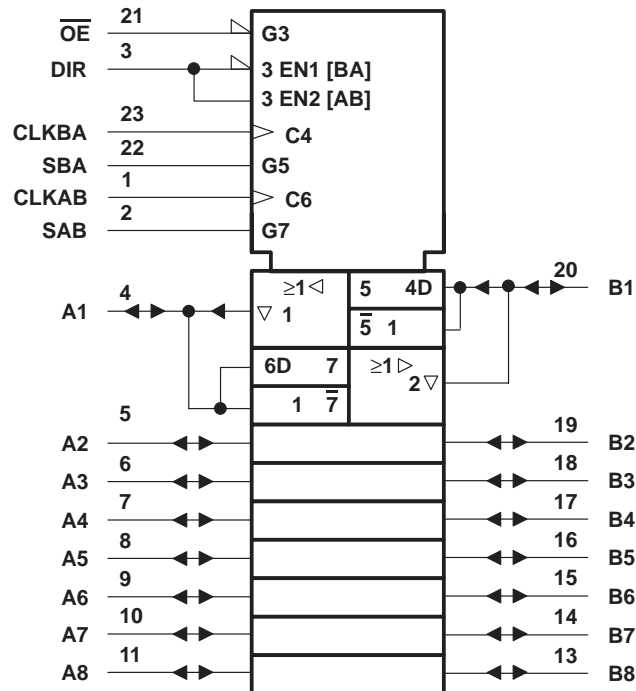 21
OE
G3
3
DIR
3 EN1 [BA]
3 EN2 [AB]
23
CLKBA
C4
22
SBA
G5
1
CLKAB
C6
2
SAB
G7
4
A1
≥1
5 4D
20
B1
1
5 1
6D 7
≥1
2
1 7
5
A2
19
B2
6
A3
18
B3
7
A4
17
B4
8
A5
16
B5
9
A6
15
B6
10
A7
14
B7
11
A8
13
B8